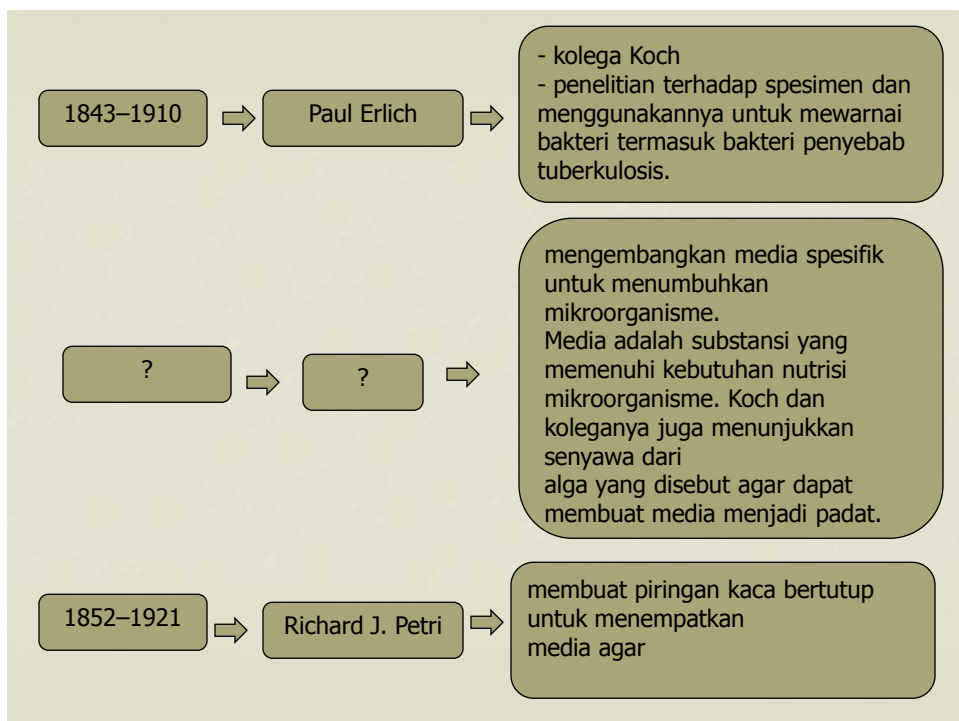 1843–1910
Paul Erlich
- kolega Koch
- penelitian terhadap spesimen dan
menggunakannya untuk mewarnai
bakteri termasuk bakteri penyebab
tuberkulosis.
?
?
mengembangkan media spesifik
untuk menumbuhkan
mikroorganisme.
Media adalah substansi yang
memenuhi kebutuhan nutrisi
mikroorganisme. Koch dan
koleganya juga menunjukkan
senyawa dari
alga yang disebut agar dapat
membuat media menjadi padat.
1852–1921
Richard J. Petri
membuat piringan kaca bertutup
untuk menempatkan
media agar